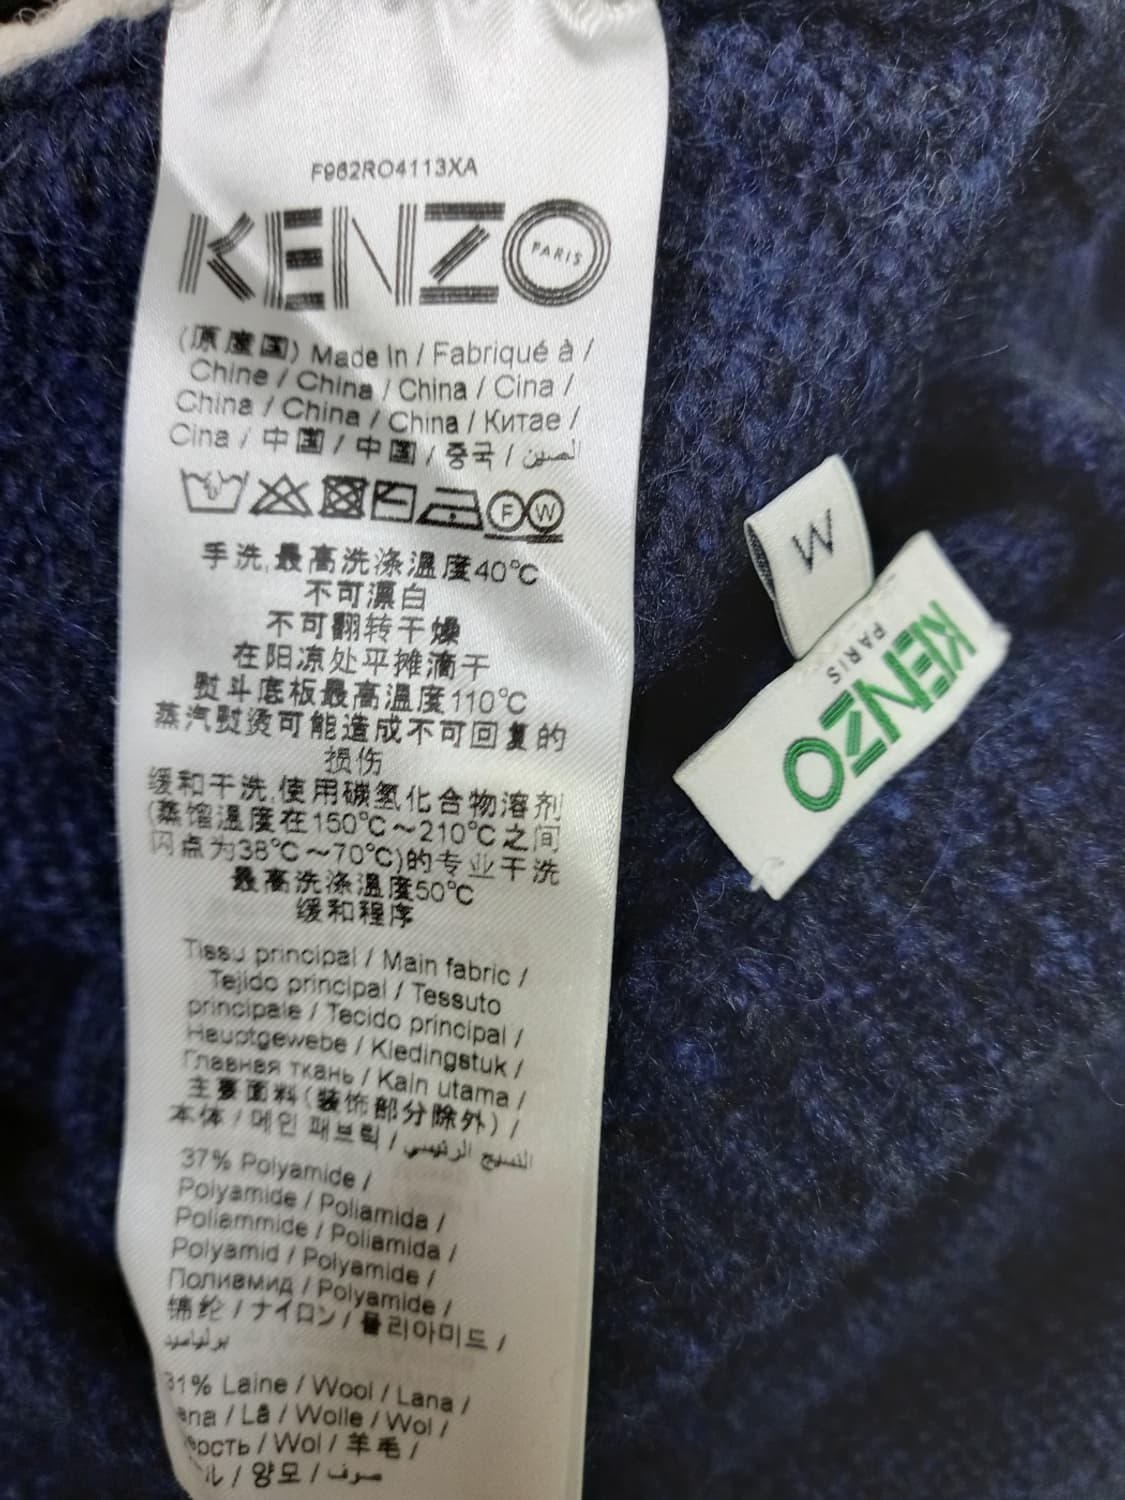 F962RO4113XA
KENZO
PARIS
(原産国) Made in / Fabriqué à /
Chine / China / China / Cina /
China / China / China / Китае /
Cina / 中国 / 中国 / 중국 / الصين
F W
手洗,最高洗涤温度40℃
不可漂白
不可翻转干燥
在阳凉处平摊滴干
熨斗底板最高温度110℃
蒸汽熨烫可能造成不可回复的
损伤
缓和干洗,使用碳氢化合物溶剂
(蒸馏温度在150℃～210℃之间
闪点为38℃～70℃)的专业干洗
最高洗涤温度50℃
缓和程序
Tissu principal / Main fabric /
Tejido principal / Tessuto
principale / Tecido principal /
Hauptgewebe / Kledingstuk /
Главная ткань / Kain utama /
主要面料(装饰部分除外) /
本体 / 메인 패브릭 / النسيج الرئيسي
37% Polyamide /
Polyamide / Poliamida /
Poliammide / Poliamida /
Polyamid / Polyamide /
Полиамид / Polyamide /
锦纶 / ナイロン / 폴리아미드 /
بولياميد
31% Laine / Wool / Lana /
ana / Lã / Wolle / Wol /
ерсть / Wol / 羊毛 /
ル / 양모 / صوف
M
KENZO
PARIS